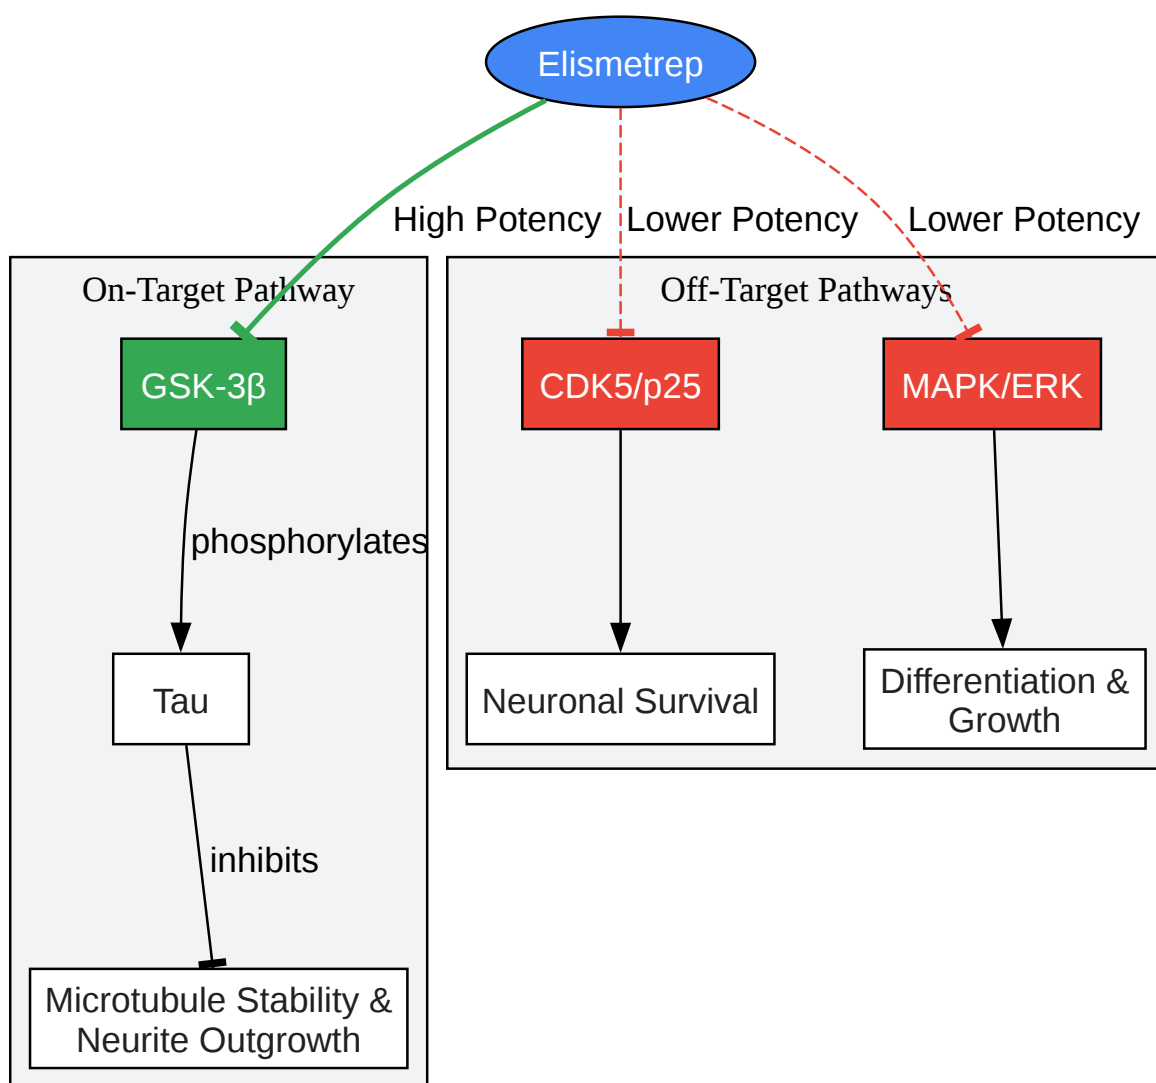 Elismetrep
High Potency
Lower Potency
Lower Potency
On-Target Pathway
Off-Target Pathways
GSK-3β
CDK5/p25
MAPK/ERK
phosphorylates
Tau
Neuronal Survival
Differentiation &
Growth
inhibits
Microtubule Stability &
Neurite Outgrowth